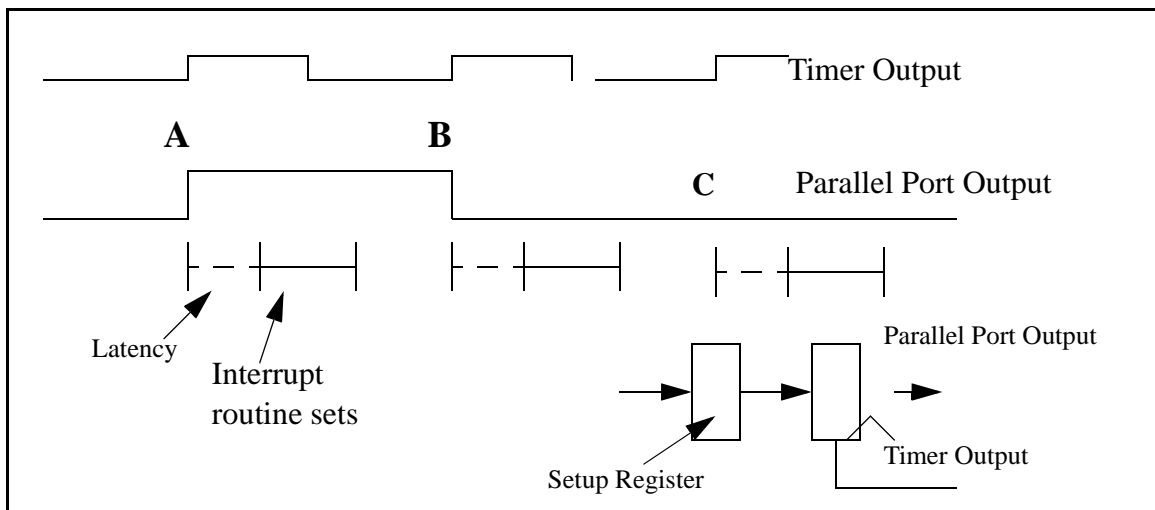 Timer Output
A
B
C
Parallel Port Output
Latency
Interrupt
routine sets
Parallel Port Output
Setup Register
Timer Output